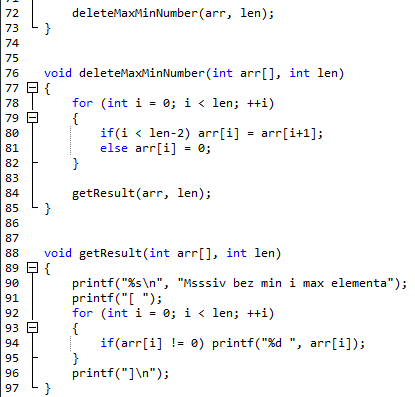 72 deleteMaxMinNumber(arr, len);
73 }
74
75
76 void deleteMaxMinNumber(int arr[], int len)
77 {
78 for (int i = 0; i < len; ++i)
79 {
80 if(i < len-2) arr[i] = arr[i+1];
81 else arr[i] = 0;
82 }
83
84 getResult(arr, len);
85 }
86
87
88 void getResult(int arr[], int len)
89 {
90 printf("%s\n", "Msssiv bez min i max elementa");
91 printf("[ ");
92 for (int i = 0; i < len; ++i)
93 {
94 if(arr[i] != 0) printf("%d ", arr[i]);
95 }
96 printf("]\n");
97 }